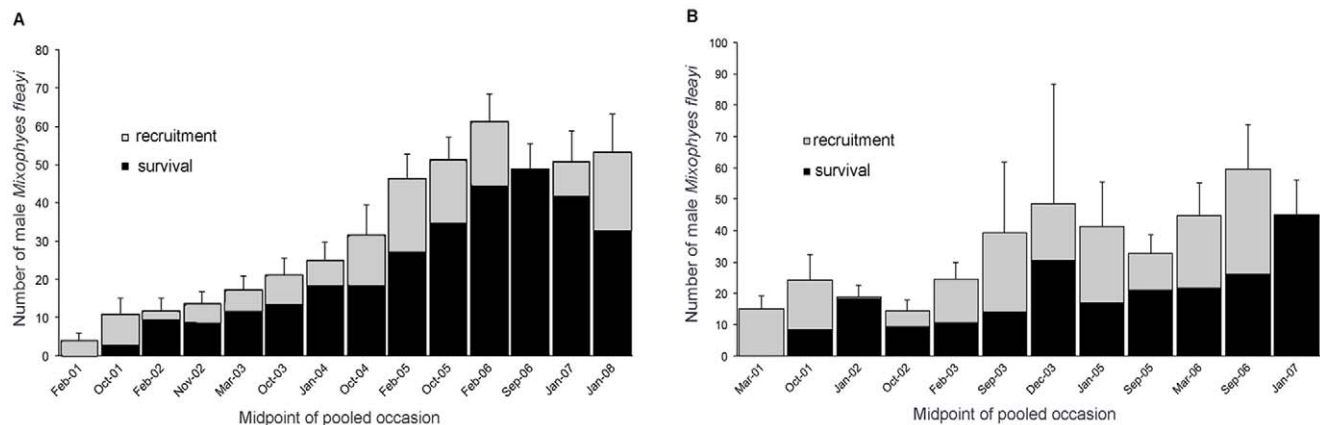 A
Number of male Mixophyes fleayi
80
70
60
50
40
30
20
10
0
recruitment
survival
Feb-01
Oct-01
Feb-02
Nov-02
Mar-03
Oct-03
Jan-04
Oct-04
Feb-05
Oct-05
Feb-06
Sep-06
Jan-07
Jan-08
Midpoint of pooled occasion
B
Number of male Mixophyes fleayi
100
90
80
70
60
50
40
30
20
10
0
recruitment
survival
Mar-01
Oct-01
Jan-02
Oct-02
Feb-03
Sep-03
Dec-03
Jan-05
Sep-05
Mar-06
Sep-06
Jan-07
Midpoint of pooled occasion